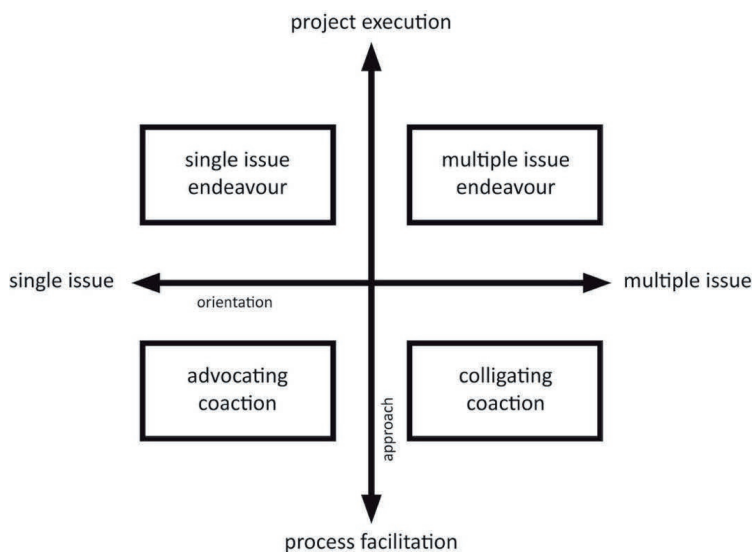 project execution
single issue
endeavour
multiple issue
endeavour
single issue
multiple issue
orientation
advocating
coaction
colligating
coaction
approach
process facilitation